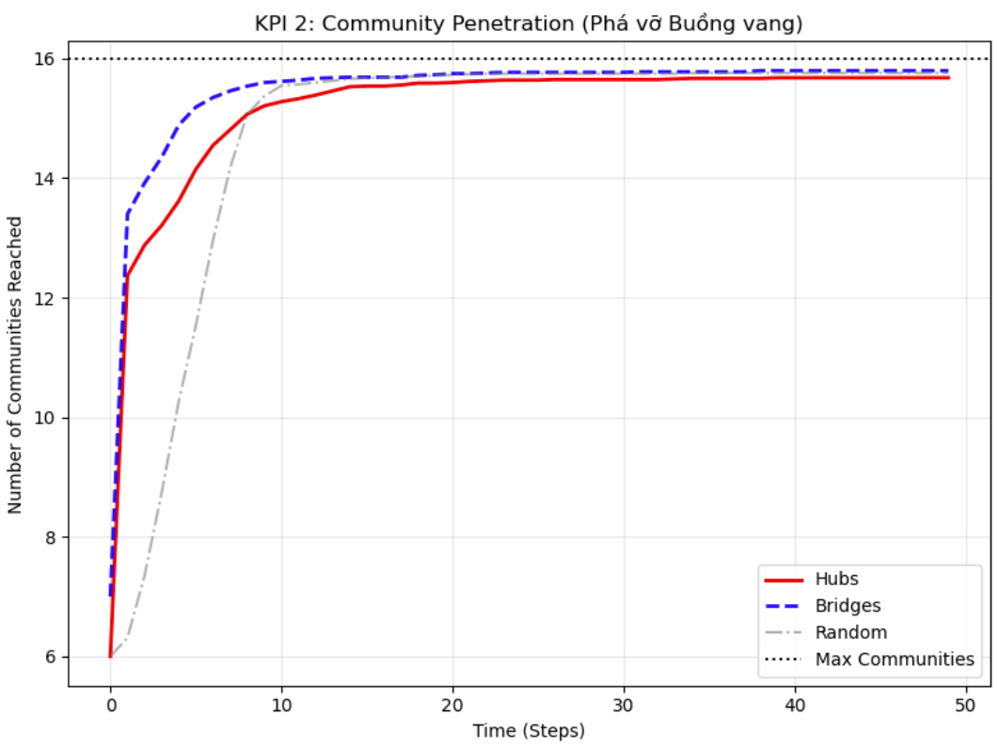 KPI 2: Community Penetration (Phá vỡ Buồng vang)
Number of Communities Reached
16
14
12
10
8
6
0
10
20
30
40
50
Time (Steps)
Hubs
Bridges
Random
Max Communities